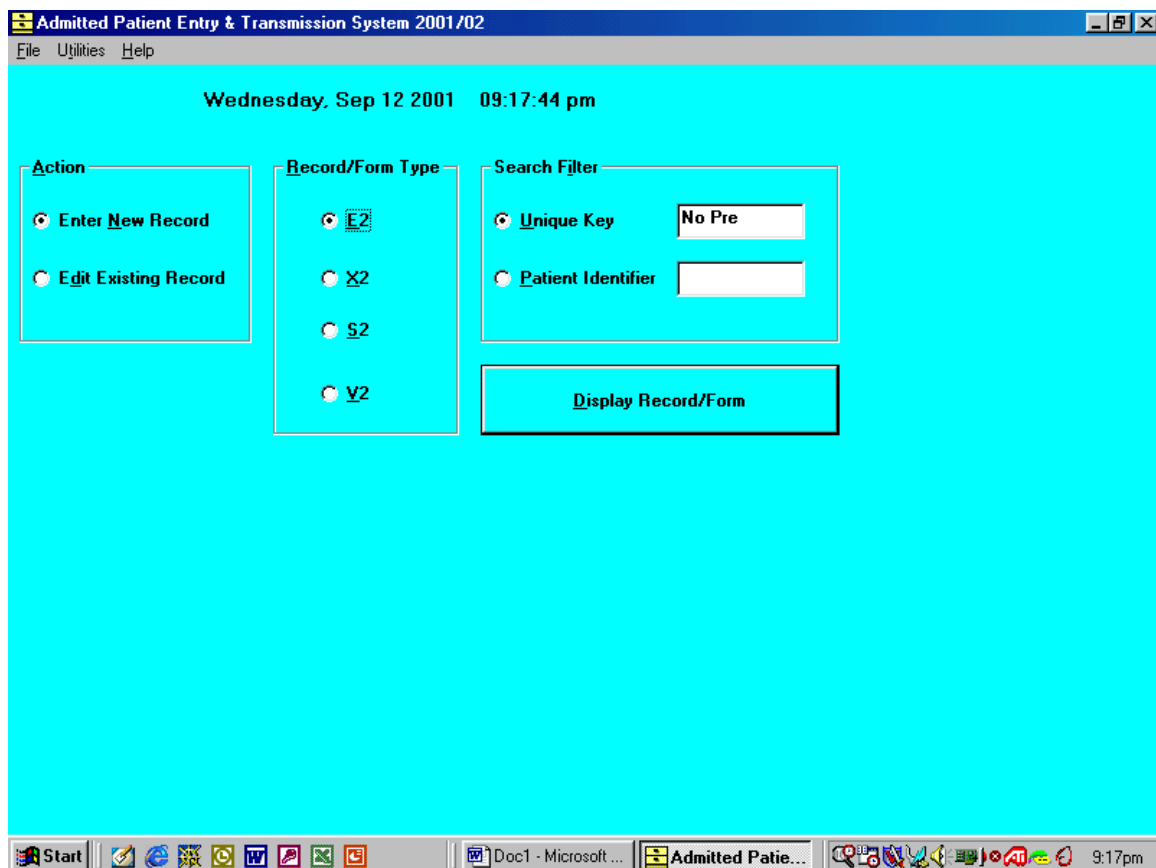 Admitted Patient Entry & Transmission System 2001/02
File Utilities Help
Wednesday, Sep 12 2001 09:17:44 pm
Action
Enter New Record
Edit Existing Record
Record/Form Type
E2
X2
S2
V2
Search Filter
Unique Key No Pre
Patient Identifier
Display Record/Form
Start Doc1 - Microsoft ... Admitted Patie... 9:17pm